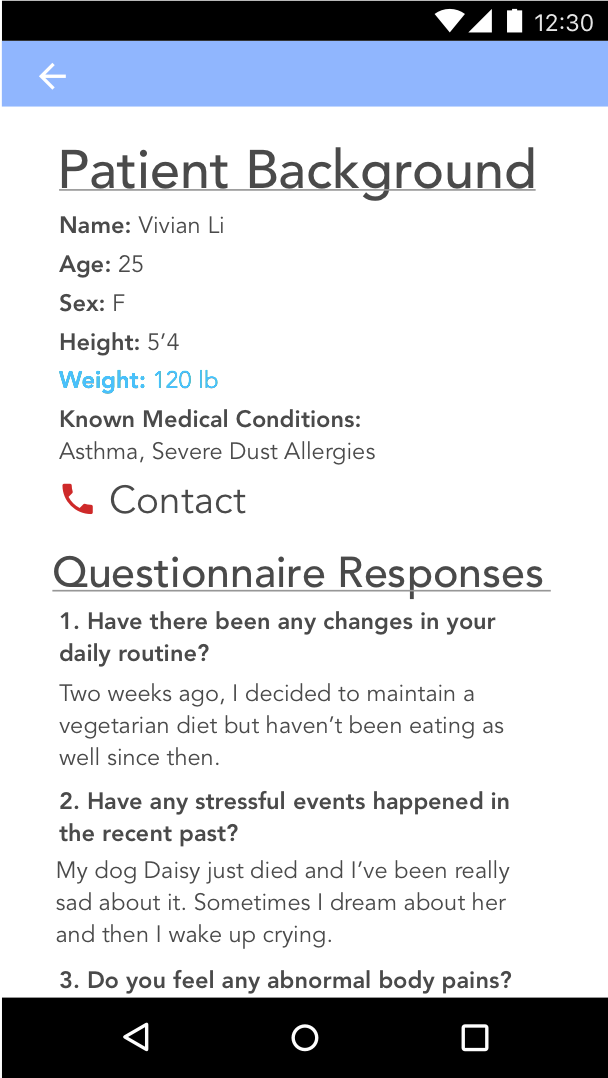 12:30
Patient Background
Name: Vivian Li
Age: 25
Sex: F
Height: 5’4
Weight: 120 lb
Known Medical Conditions:
Asthma, Severe Dust Allergies
Contact
Questionnaire Responses
1. Have there been any changes in your
daily routine?
Two weeks ago, I decided to maintain a
vegetarian diet but haven’t been eating as
well since then.
2. Have any stressful events happened in
the recent past?
My dog Daisy just died and I’ve been really
sad about it. Sometimes I dream about her
and then I wake up crying.
3. Do you feel any abnormal body pains?